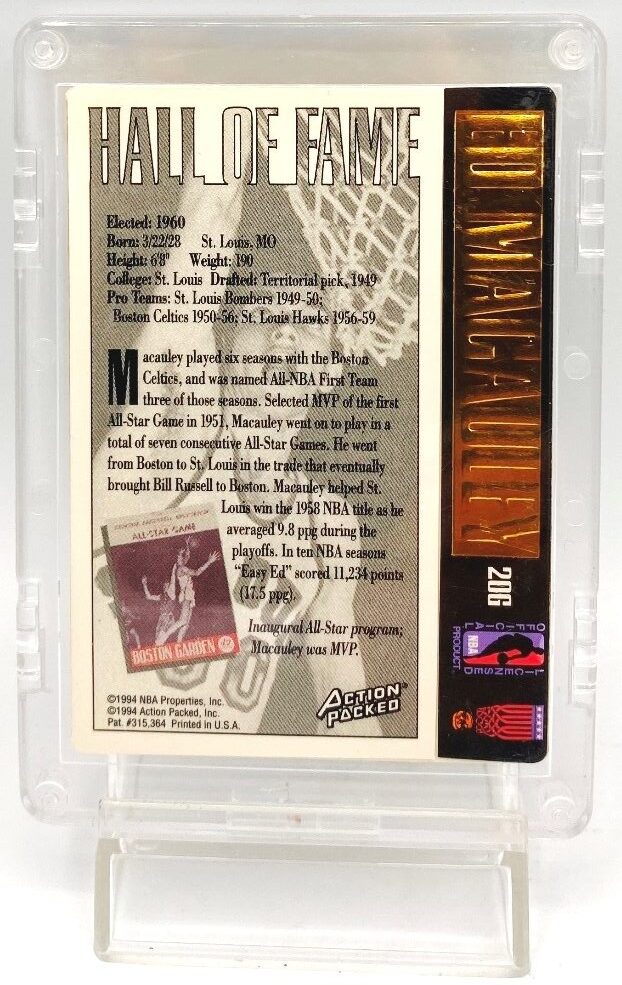 HALL OF FAME
Elected: 1960
Born: 3/22/28 St. Louis, MO
Height: 6'8" Weight: 190
College: St. Louis Drafted: Territorial pick, 1949
Pro Teams: St. Louis Bombers 1949-50;
Boston Celtics 1950-56; St. Louis Hawks 1956-59
Macauley played six seasons with the Boston
Celtics, and was named All-NBA First Team
three of those seasons. Selected MVP of the first
All-Star Game in 1951, Macauley went on to play in a
total of seven consecutive All-Star Games. He went
from Boston to St. Louis in the trade that eventually
brought Bill Russell to Boston. Macauley helped St.
Louis win the 1958 NBA title as he
averaged 9.8 ppg during the
playoffs. In ten NBA seasons
"Easy Ed" scored 11,234 points
(17.5 ppg).
Inaugural All-Star program;
Macauley was MVP.
ALL-STAR GAME
BOSTON GARDEN
©1994 NBA Properties, Inc.
©1994 Action Packed, Inc.
Pat. #315,364 Printed in U.S.A.
ACTION PACKED
ED MACAULEY
20G
OFFICIAL LICENSED
NBA
PRODUCT